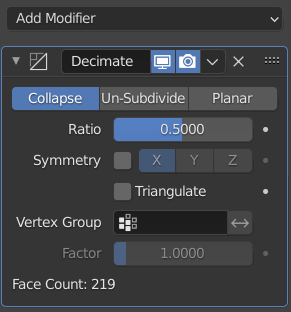 Add Modifier
Decimate
Collapse Un-Subdivide Planar
Ratio 0.5000
Symmetry X Y Z
Triangulate
Vertex Group
Factor 1.0000
Face Count: 219